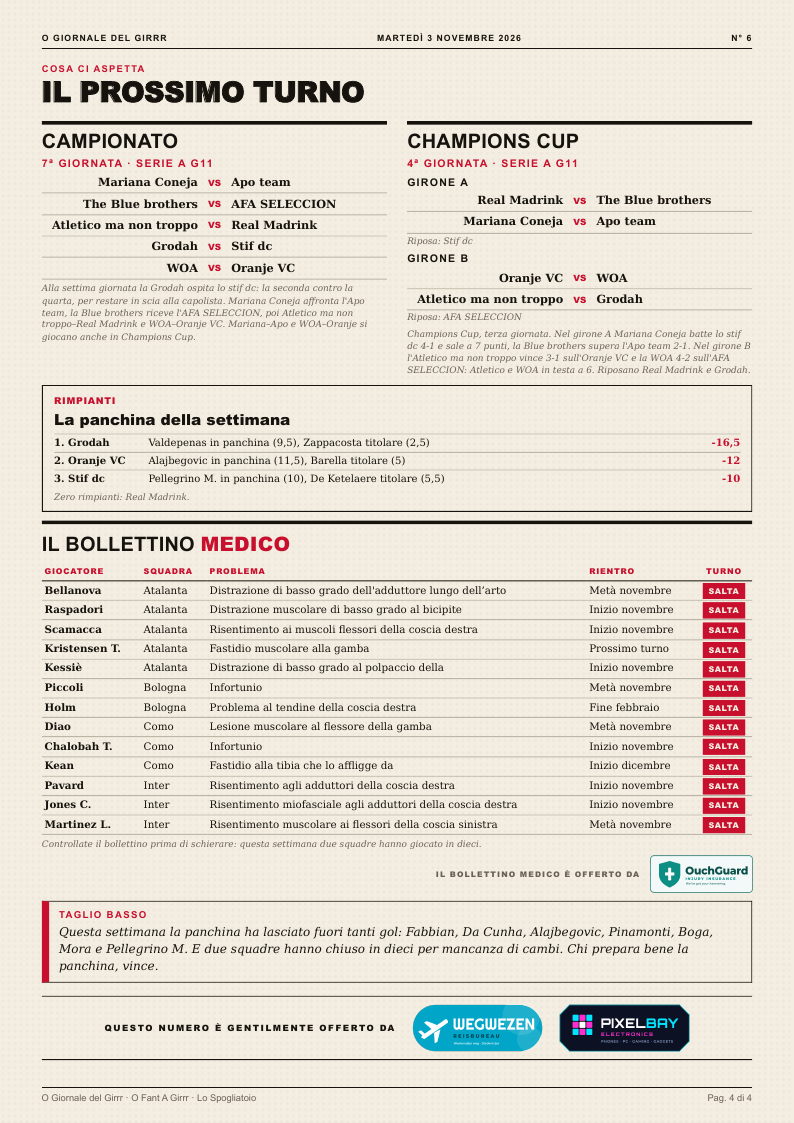 O GIORNALE DEL GIRRR MARTEDÌ 3 NOVEMBRE 2026 N° 6
COSA CI ASPETTA
IL PROSSIMO TURNO
CAMPIONATO
7ª GIORNATA · SERIE A G11
Mariana Coneja vs Apo team
The Blue brothers vs AFA SELECCION
Atletico ma non troppo vs Real Madrink
Grodah vs Stif dc
WOA vs Oranje VC
Alla settima giornata la Grodah ospita lo stif dc: la seconda contro la
quarta, per restare in scia alla capolista. Mariana Coneja affronta l'Apo
team, la Blue brothers riceve l'AFA SELECCION, poi Atletico ma non
troppo–Real Madrink e WOA–Oranje VC. Mariana–Apo e WOA–Oranje si
giocano anche in Champions Cup.
CHAMPIONS CUP
4ª GIORNATA · SERIE A G11
GIRONE A
Real Madrink vs The Blue brothers
Mariana Coneja vs Apo team
Riposa: Stif dc
GIRONE B
Oranje VC vs WOA
Atletico ma non troppo vs Grodah
Riposa: AFA SELECCION
Champions Cup, terza giornata. Nel girone A Mariana Coneja batte lo stif
dc 4-1 e sale a 7 punti, la Blue brothers supera l'Apo team 2-1. Nel girone B
l'Atletico ma non troppo vince 3-1 sull'Oranje VC e la WOA 4-2 sull'AFA
SELECCION: Atletico e WOA in testa a 6. Riposano Real Madrink e Grodah.
RIMPIANTI
La panchina della settimana
1. Grodah Valdepenas in panchina (9,5), Zappacosta titolare (2,5) -16,5
2. Oranje VC Alajbegovic in panchina (11,5), Barella titolare (5) -12
3. Stif dc Pellegrino M. in panchina (10), De Ketelaere titolare (5,5) -10
Zero rimpianti: Real Madrink.
IL BOLLETTINO MEDICO
GIOCATORE SQUADRA PROBLEMA RIENTRO TURNO
Bellanova Atalanta Distrazione di basso grado dell'adduttore lungo dell’arto Metà novembre SALTA
Raspadori Atalanta Distrazione muscolare di basso grado al bicipite Inizio novembre SALTA
Scamacca Atalanta Risentimento ai muscoli flessori della coscia destra Inizio novembre SALTA
Kristensen T. Atalanta Fastidio muscolare alla gamba Prossimo turno SALTA
Kessiè Atalanta Distrazione di basso grado al polpaccio della Inizio novembre SALTA
Piccoli Bologna Infortunio Metà novembre SALTA
Holm Bologna Problema al tendine della coscia destra Fine febbraio SALTA
Diao Como Lesione muscolare al flessore della gamba Metà novembre SALTA
Chalobah T. Como Infortunio Inizio novembre SALTA
Kean Como Fastidio alla tibia che lo affligge da Inizio dicembre SALTA
Pavard Inter Risentimento agli adduttori della coscia destra Inizio novembre SALTA
Jones C. Inter Risentimento miofasciale agli adduttori della coscia destra Inizio novembre SALTA
Martinez L. Inter Risentimento muscolare ai flessori della coscia sinistra Metà novembre SALTA
Controllate il bollettino prima di schierare: questa settimana due squadre hanno giocato in dieci.
IL BOLLETTINO MEDICO È OFFERTO DA
OuchGuard
INJURY INSURANCE
TAGLIO BASSO
Questa settimana la panchina ha lasciato fuori tanti gol: Fabbian, Da Cunha, Alajbegovic, Pinamonti, Boga,
Mora e Pellegrino M. E due squadre hanno chiuso in dieci per mancanza di cambi. Chi prepara bene la
panchina, vince.
QUESTO NUMERO È GENTILMENTE OFFERTO DA
WEGWEZEN
REISBUREAU
PIXELBAY
ELECTRONICS
PHONES · PC · GAMING · GADGETS
O Giornale del Girrr · O Fant A Girrr · Lo Spogliatoio Pag. 4 di 4